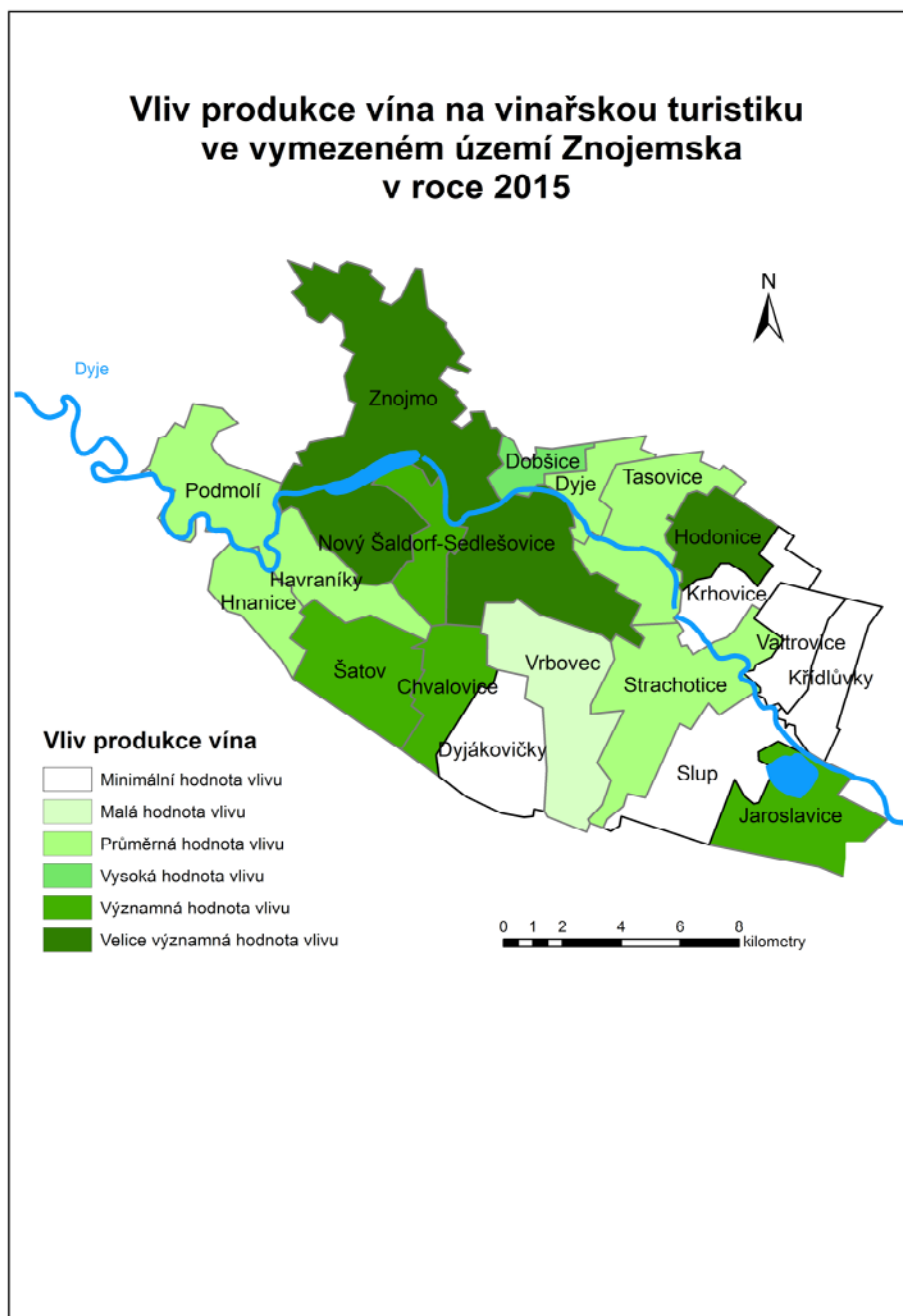 Vliv produkce vína na vinařskou turistiku
ve vymezeném území Znojemska
v roce 2015
N
Dyje
Znojmo
Dobšice
Dyje
Tasovice
Podmolí
Hodonice
Nový Šaldorf-Sedlešovice
Havraníky
Krhovice
Hnanice
Valtrovice
Vrbovec
Šatov
Křídlůvky
Chvalovice
Strachotice
Dyjákovičky
Slup
Jaroslavice
Vliv produkce vína
Minimální hodnota vlivu
Malá hodnota vlivu
Průměrná hodnota vlivu
Vysoká hodnota vlivu
Významná hodnota vlivu
Velice významná hodnota vlivu
0 1 2 4 6 8
kilometry